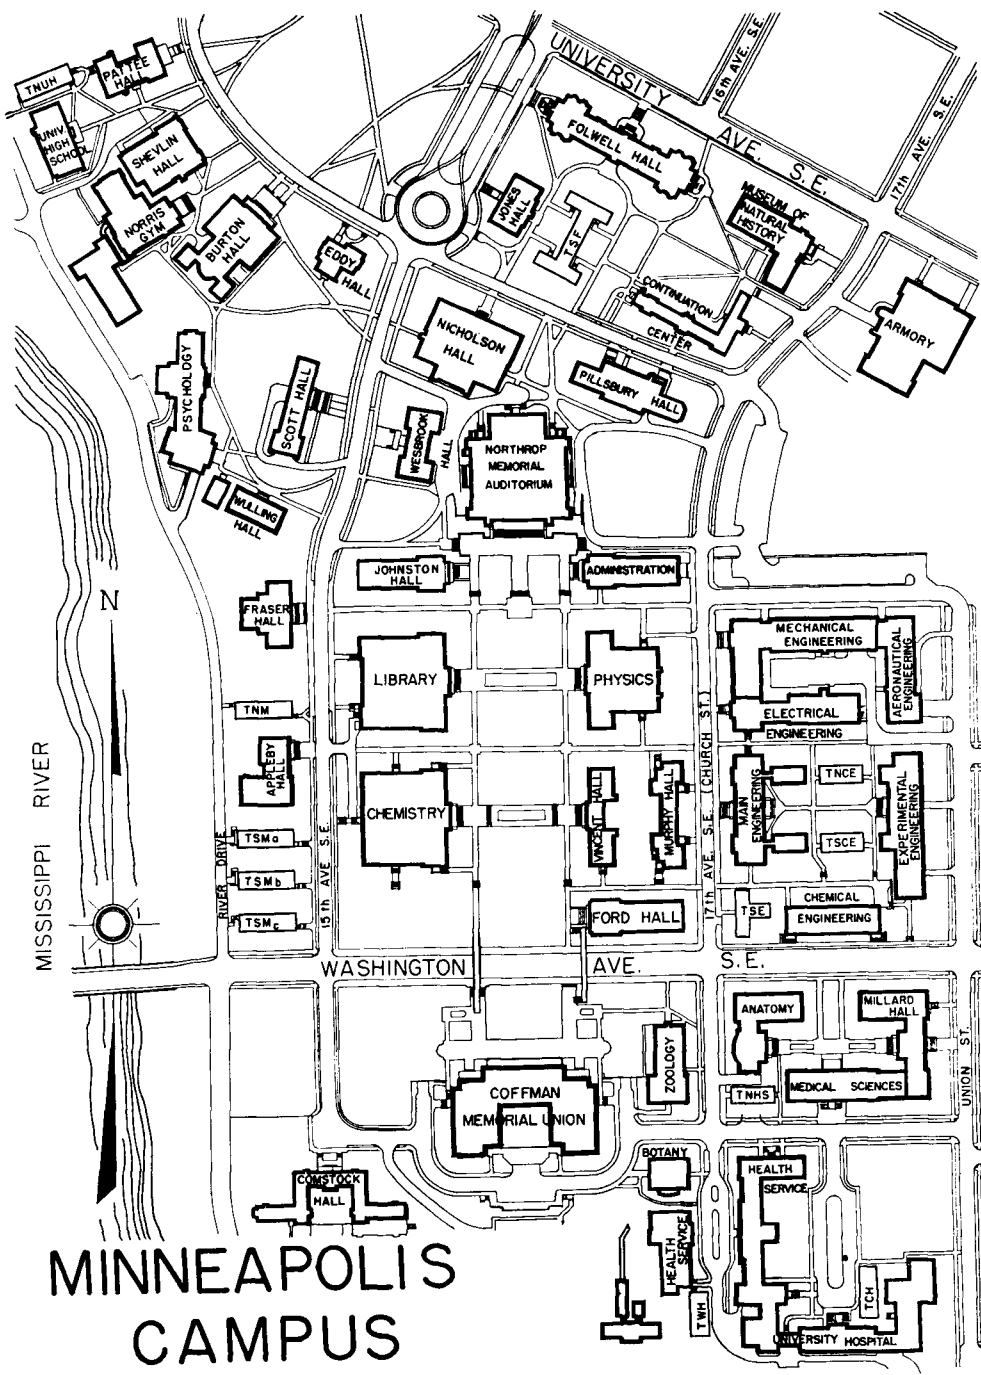 UNIVERSITY AVE. S.E.
16th AVE. S.E.
17th AVE. S.E.
TNUH
PATTEE
HALL
UNIV.
HIGH
SCHOOL
SHEVLIN
HALL
NORRIS
GYM
BURTON
HALL
EDDY
HALL
JONES
HALL
FOLWELL HALL
TSF
MUSEUM OF
NATURAL
HISTORY
CONTINUATION
CENTER
ARMORY
NICHOLSON
HALL
PILLSBURY HALL
PSYCHOLOGY
SCOTT HALL
WESBROOK
HALL
NORTHROP
MEMORIAL
AUDITORIUM
WULLING
HALL
JOHNSTON
HALL
ADMINISTRATION
N
FRASER
HALL
LIBRARY
PHYSICS
MECHANICAL
ENGINEERING
AERONAUTICAL
ENGINEERING
TNM
ELECTRICAL
ENGINEERING
MISSISSIPPI RIVER
APPLEBY
HALL
CHEMISTRY
VINCENT HALL
MURPHY HALL
17th AVE. S.E. (CHURCH ST.)
MAIN
ENGINEERING
TNCE
EXPERIMENTAL
ENGINEERING
TSMa
TSCE
RIVER DRIVE
15th AVE. S.E.
TSMb
TSMc
FORD HALL
TSE
CHEMICAL
ENGINEERING
WASHINGTON AVE. S.E.
ANATOMY
MILLARD
HALL
ZOOLOGY
UNION ST.
TNHS
MEDICAL SCIENCES
COFFMAN
MEMORIAL UNION
BOTANY
COMSTOCK
HALL
HEALTH
SERVICE
HEALTH
SERVICE
TWH
TCH
UNIVERSITY HOSPITAL
MINNEAPOLIS
CAMPUS